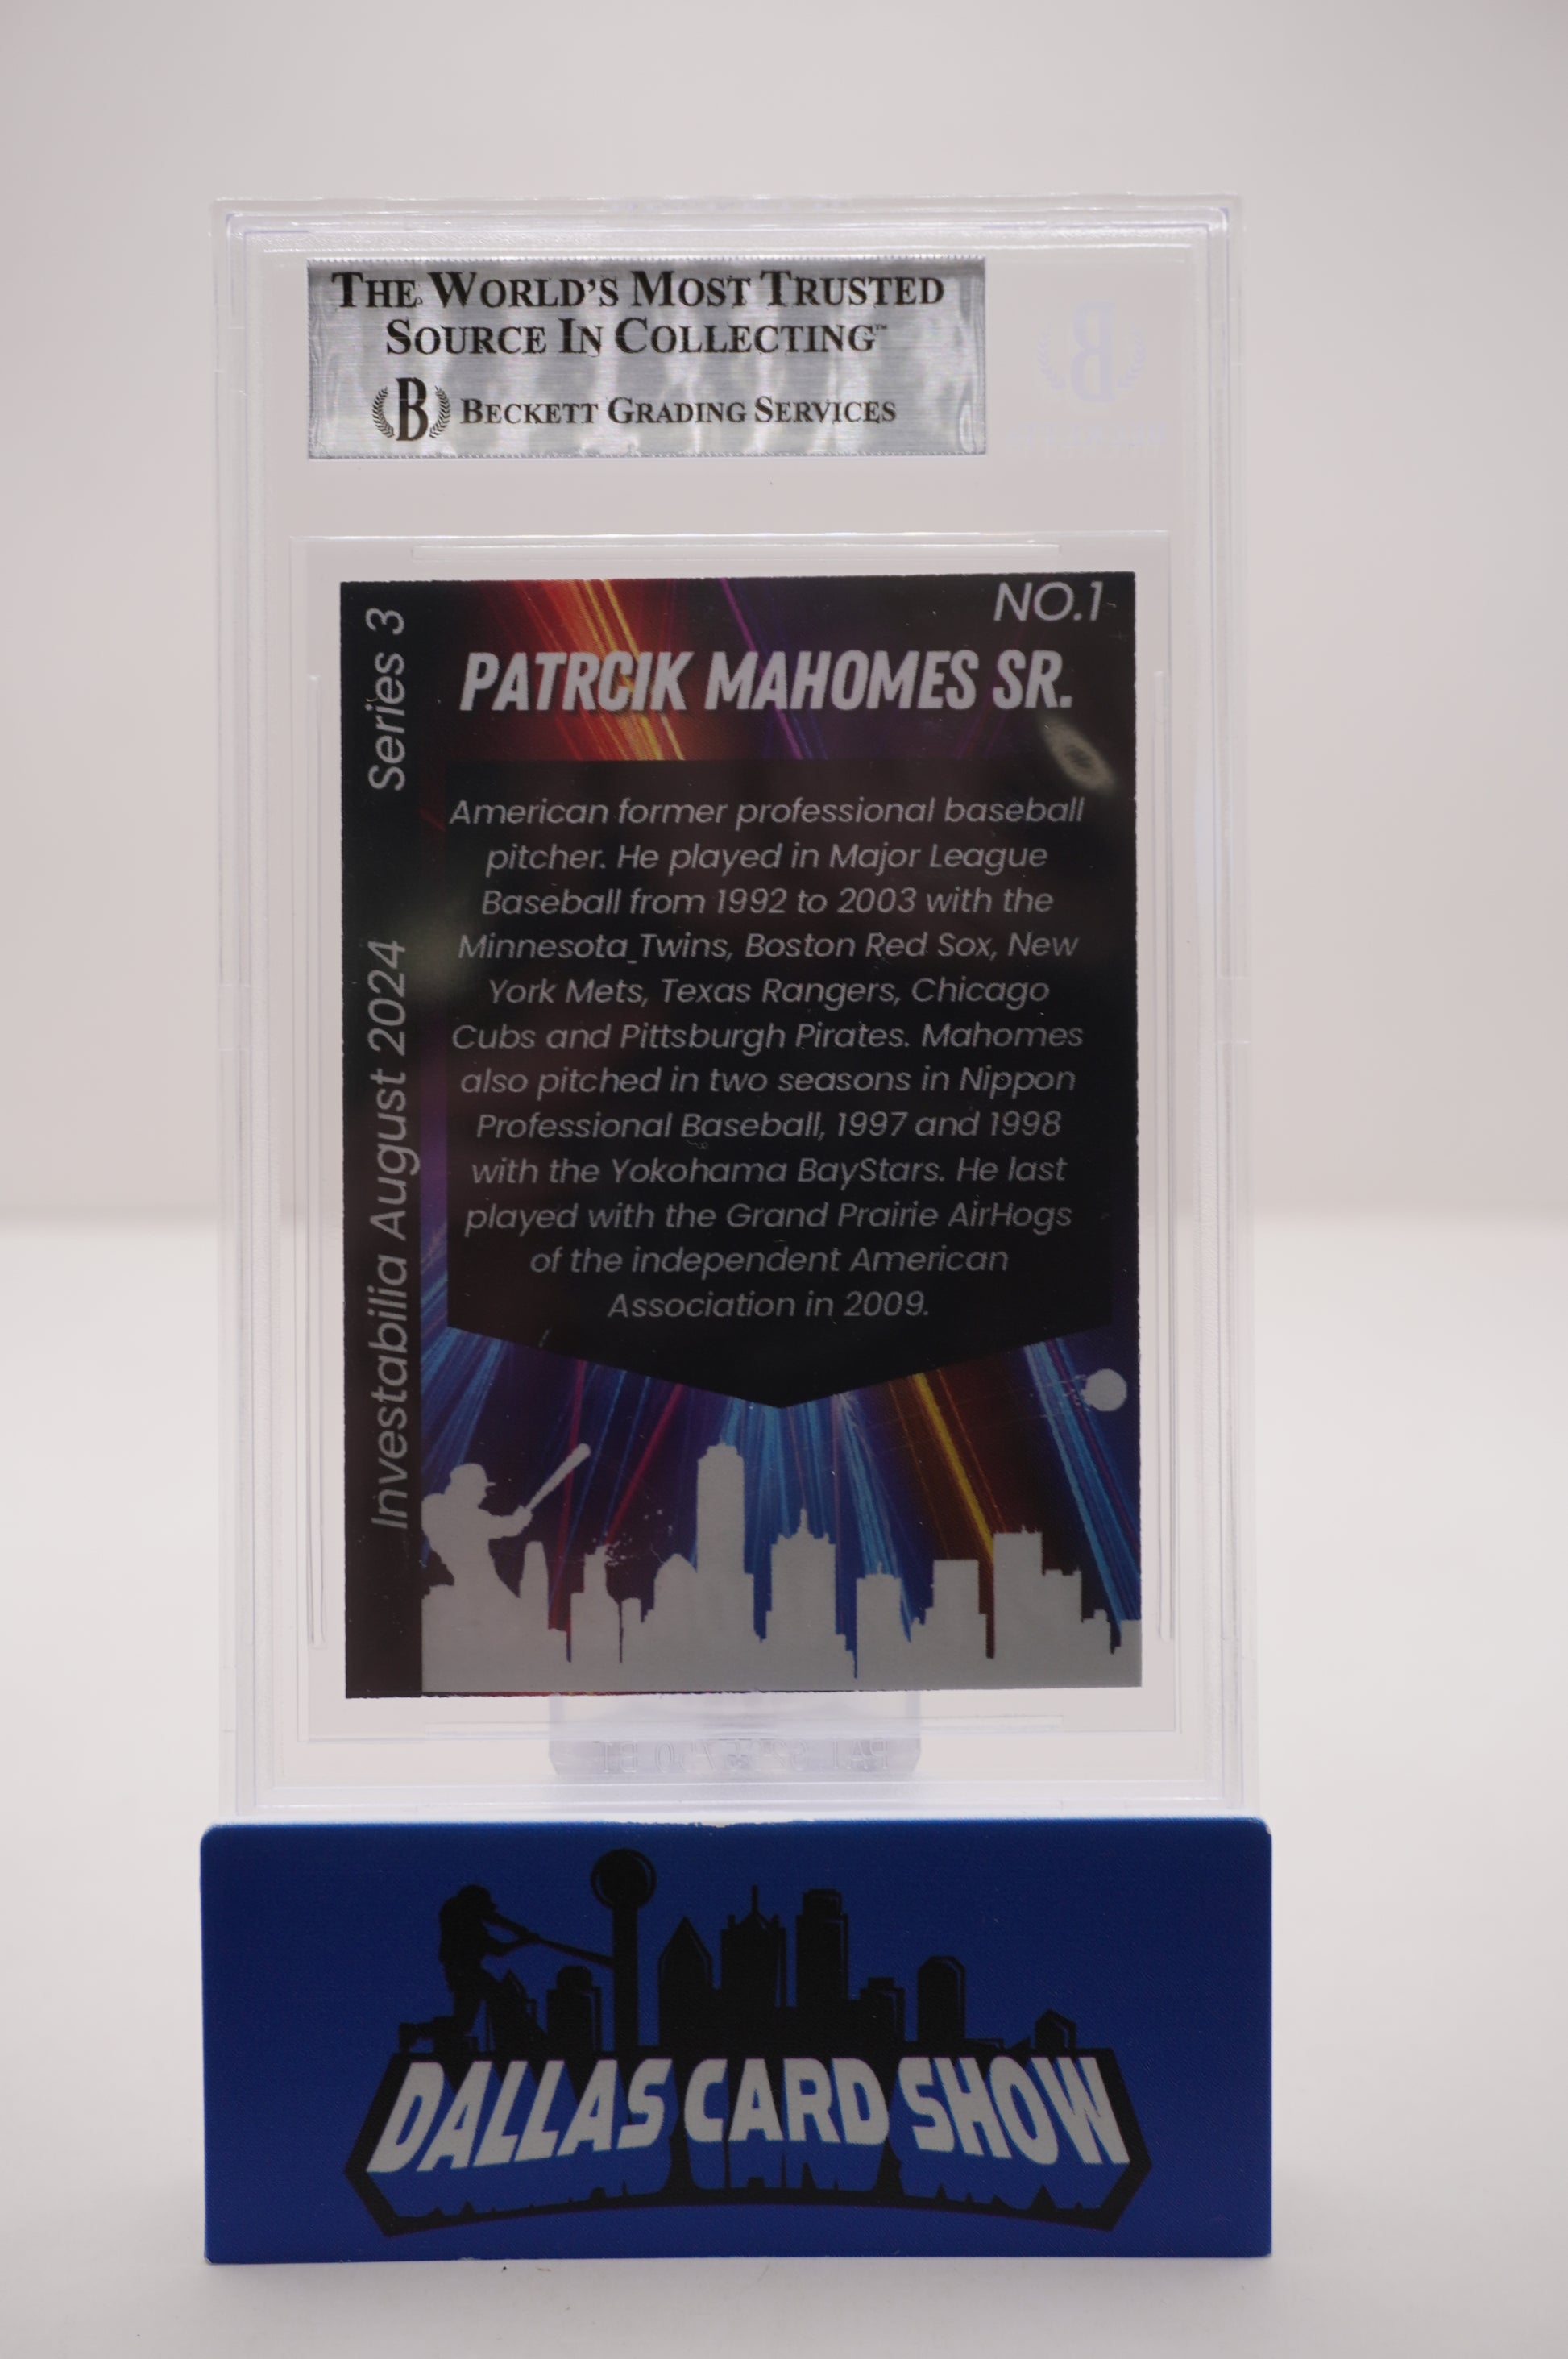 THE WORLD'S MOST TRUSTED
SOURCE IN COLLECTING™
B BECKETT GRADING SERVICES
B
NO.1
Series 3
PATRCIK MAHOMES SR.
American former professional baseball
pitcher. He played in Major League
Baseball from 1992 to 2003 with the
Minnesota Twins, Boston Red Sox, New
York Mets, Texas Rangers, Chicago
Cubs and Pittsburgh Pirates. Mahomes
also pitched in two seasons in Nippon
Professional Baseball, 1997 and 1998
with the Yokohama BayStars. He last
played with the Grand Prairie AirHogs
of the independent American
Association in 2009.
Investabilia August 2024
DALLAS CARD SHOW